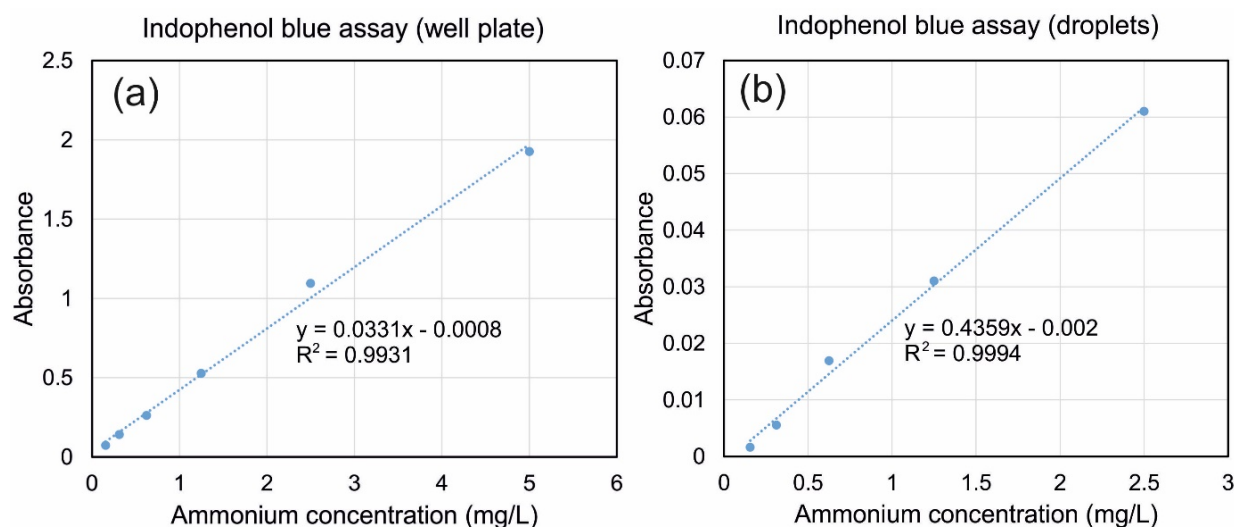 Indophenol blue assay (well plate)
(a)
2.5
2
1.5
1
0.5
0
Absorbance
y = 0.0331x - 0.0008
R² = 0.9931
0 1 2 3 4 5 6
Ammonium concentration (mg/L)
Indophenol blue assay (droplets)
(b)
0.07
0.06
0.05
0.04
0.03
0.02
0.01
0
Absorbance
y = 0.4359x - 0.002
R² = 0.9994
0 0.5 1 1.5 2 2.5 3
Ammonium concentration (mg/L)